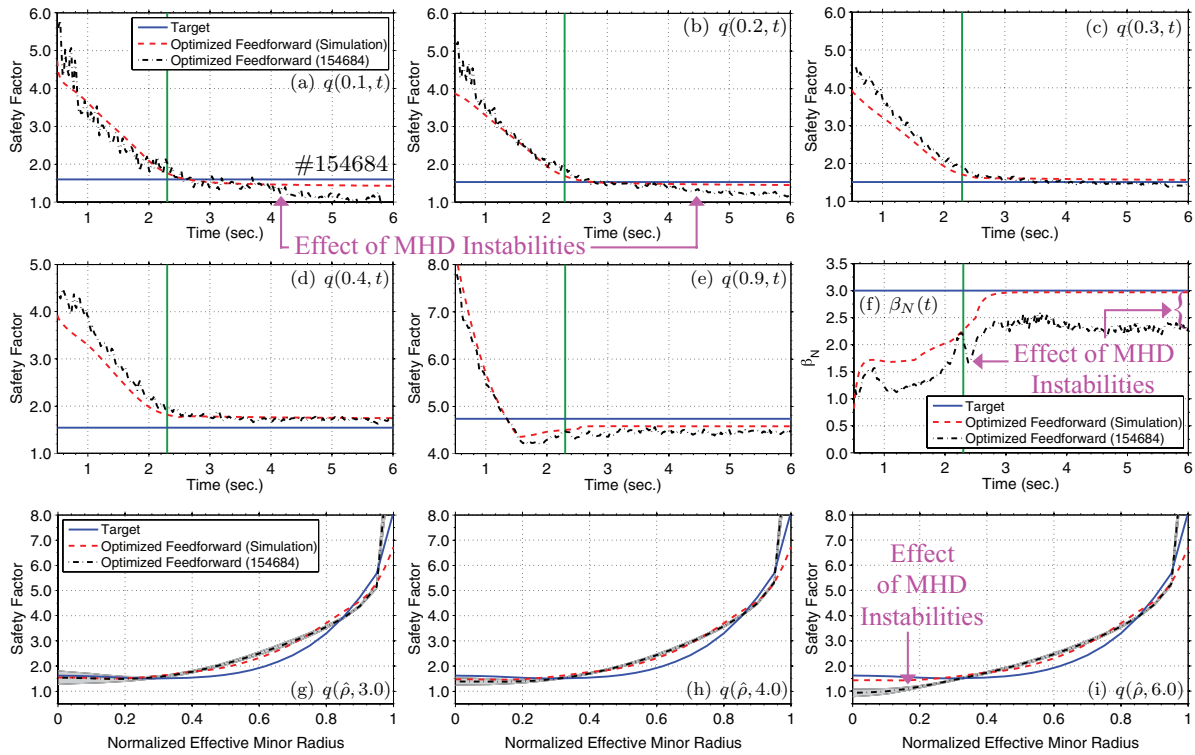 6.0
5.0
4.0
3.0
2.0
1.0
Safety Factor
Target
Optimized Feedforward (Simulation)
Optimized Feedforward (154684)
(a) q(0.1, t)
#154684
1 2 3 4 5 6
Time (sec.)
6.0
5.0
4.0
3.0
2.0
1.0
Safety Factor
(b) q(0.2, t)
1 2 3 4 5 6
Time (sec.)
6.0
5.0
4.0
3.0
2.0
1.0
Safety Factor
(c) q(0.3, t)
1 2 3 4 5 6
Time (sec.)
Effect of MHD Instabilities
5.0
4.0
3.0
2.0
1.0
Safety Factor
(d) q(0.4, t)
1 2 3 4 5 6
Time (sec.)
8.0
7.0
6.0
5.0
4.0
Safety Factor
(e) q(0.9, t)
1 2 3 4 5 6
Time (sec.)
3.5
3.0
2.5
2.0
1.5
1.0
0.5
0.0
β_N
(f) β_N(t)
Effect of MHD
Instabilities
Target
Optimized Feedforward (Simulation)
Optimized Feedforward (154684)
1 2 3 4 5 6
Time (sec.)
8.0
7.0
6.0
5.0
4.0
3.0
2.0
1.0
Safety Factor
Target
Optimized Feedforward (Simulation)
Optimized Feedforward (154684)
(g) q(ρ̂, 3.0)
0 0.2 0.4 0.6 0.8 1
Normalized Effective Minor Radius
8.0
7.0
6.0
5.0
4.0
3.0
2.0
1.0
Safety Factor
(h) q(ρ̂, 4.0)
0 0.2 0.4 0.6 0.8 1
Normalized Effective Minor Radius
8.0
7.0
6.0
5.0
4.0
3.0
2.0
1.0
Safety Factor
Effect
of MHD
Instabilities
(i) q(ρ̂, 6.0)
0 0.2 0.4 0.6 0.8 1
Normalized Effective Minor Radius